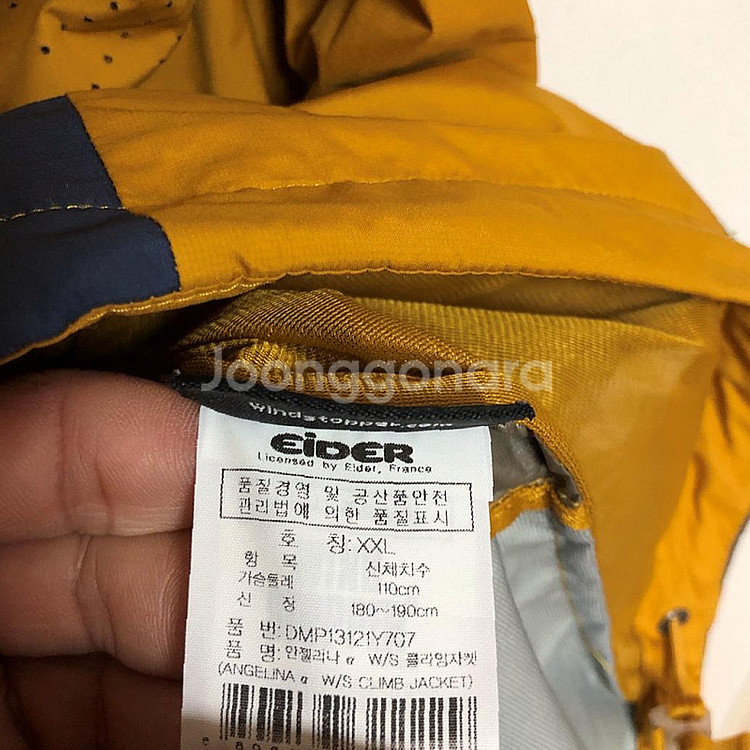 Joonggonara
windstopper.com
EiDER
Licensed by Eider, France
품질경영 및 공산품안전
관리법에 의한 품질표시
호 칭: XXL
항 목 신체치수
가슴둘레 110cm
신 장 180~190cm
품 번: DMP13121Y707
품 명: 안젤리나 α W/S 클라임자켓
(ANGELINA α W/S CLIMB JACKET)